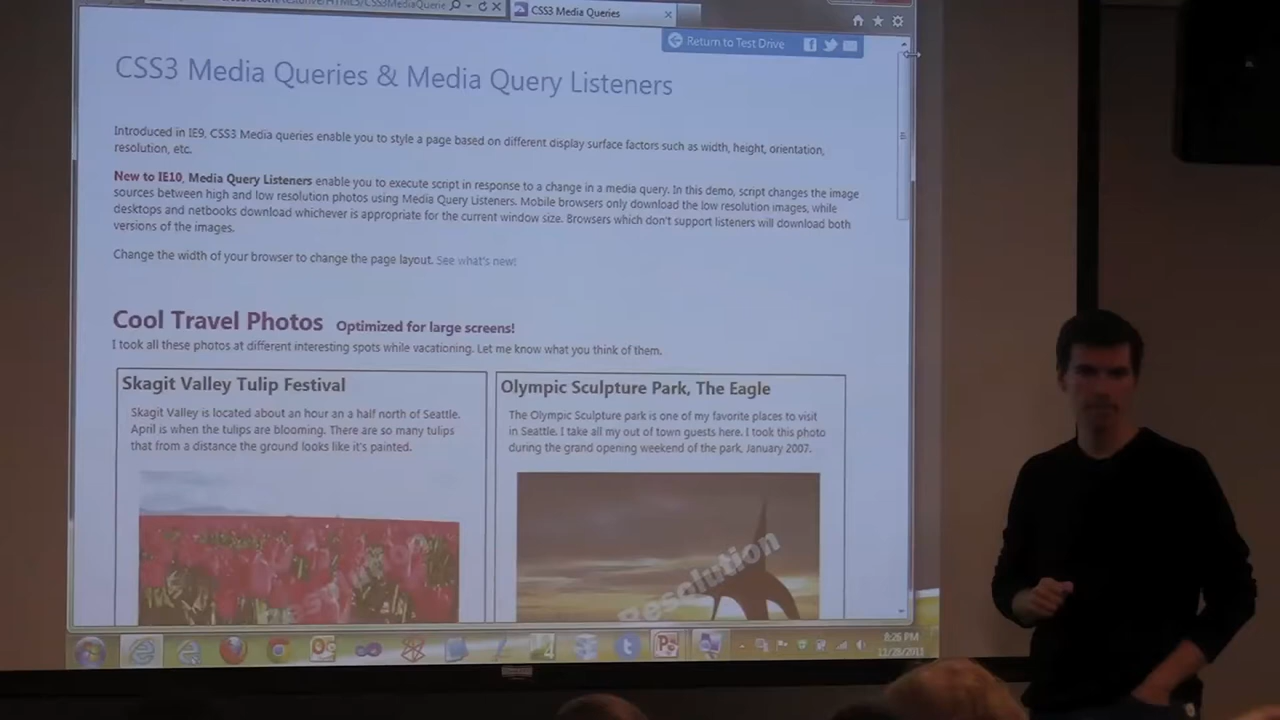 CSS3 Media Queries
Return to Test Drive
CSS3 Media Queries & Media Query Listeners
Introduced in IE9, CSS3 Media queries enable you to style a page based on different display surface factors such as width, height, orientation,
resolution, etc.
New to IE10, Media Query Listeners enable you to execute script in response to a change in a media query. In this demo, script changes the image
sources between high and low resolution photos using Media Query Listeners. Mobile browsers only download the low resolution images, while
desktops and netbooks download whichever is appropriate for the current window size. Browsers which don't support listeners will download both
versions of the images.
Change the width of your browser to change the page layout. See what's new!
Cool Travel Photos Optimized for large screens!
I took all these photos at different interesting spots while vacationing. Let me know what you think of them.
Skagit Valley Tulip Festival
Skagit Valley is located about an hour an a half north of Seattle.
April is when the tulips are blooming. There are so many tulips
that from a distance the ground looks like it's painted.
Olympic Sculpture Park, The Eagle
The Olympic Sculpture park is one of my favorite places to visit
in Seattle. I take all my out of town guests here. I took this photo
during the grand opening weekend of the park, January 2007.
Resolution
8:26 PM
11/28/2011